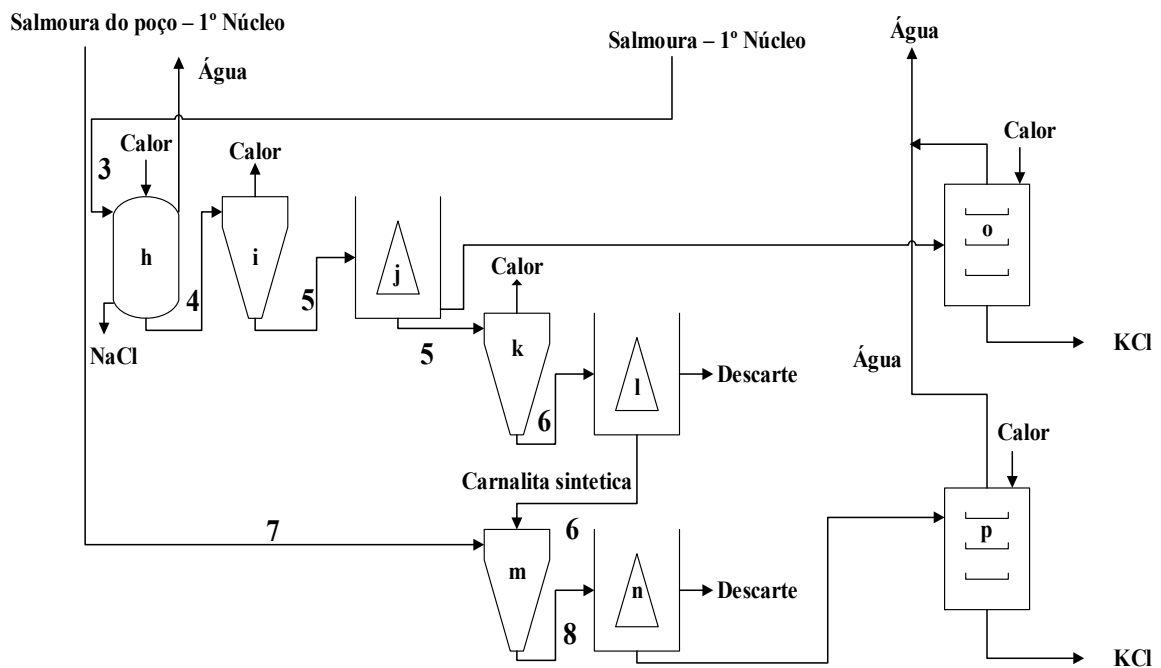 Salmoura do poço – 1º Núcleo
Salmoura – 1º Núcleo
Água
Água
Calor
Calor
Calor
3
h
i
j
o
4
5
NaCl
Calor
5
k
l
KCl
Água
Descarte
6
Calor
Carnalita sintetica
7
6
m
n
p
Descarte
8
KCl